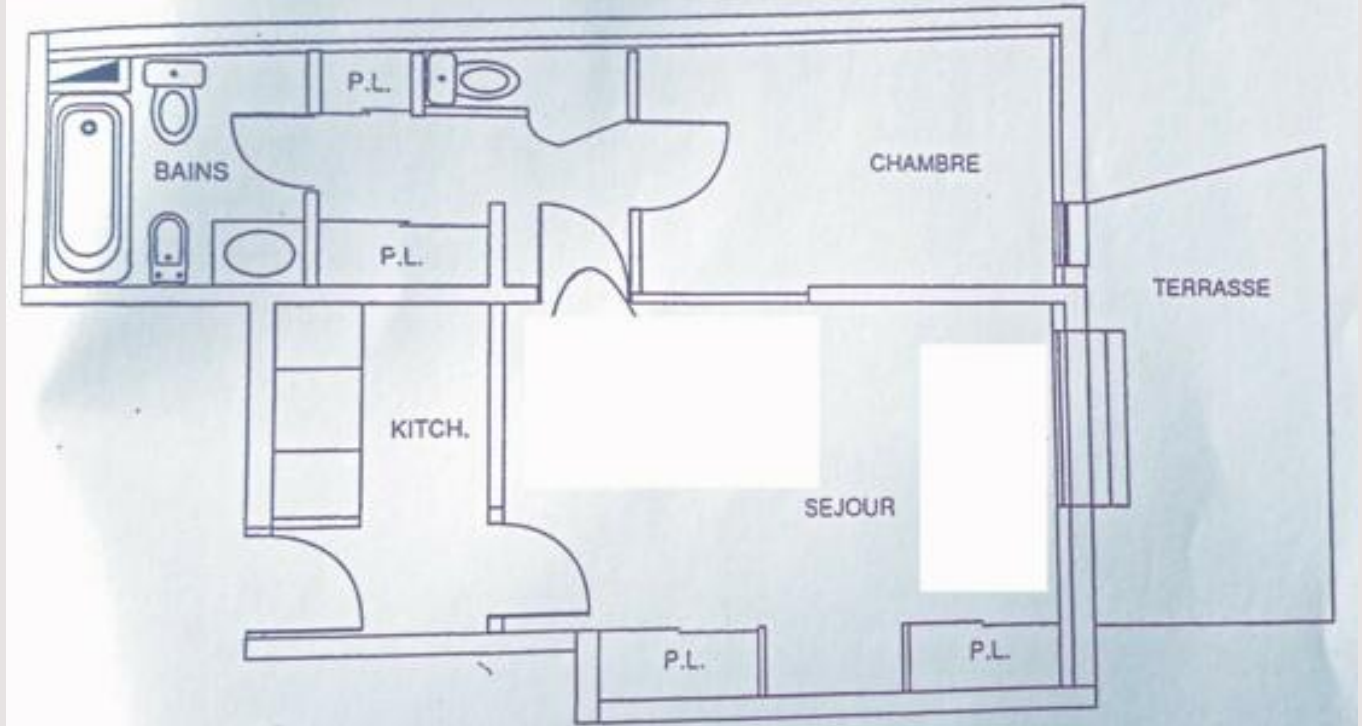 P.L.
BAINS
CHAMBRE
P.L.
TERRASSE
KITCH.
SEJOUR
P.L.
P.L.